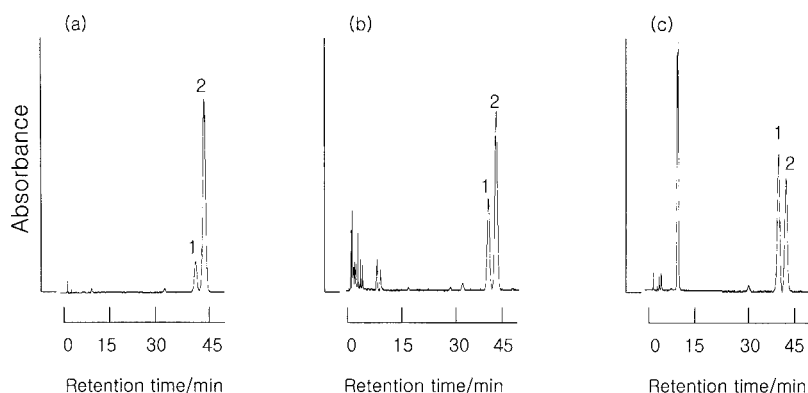 (a)
(b)
(c)
Absorbance
1
2
1
2
1
2
0 15 30 45
0 15 30 45
0 15 30 45
Retention time/min
Retention time/min
Retention time/min